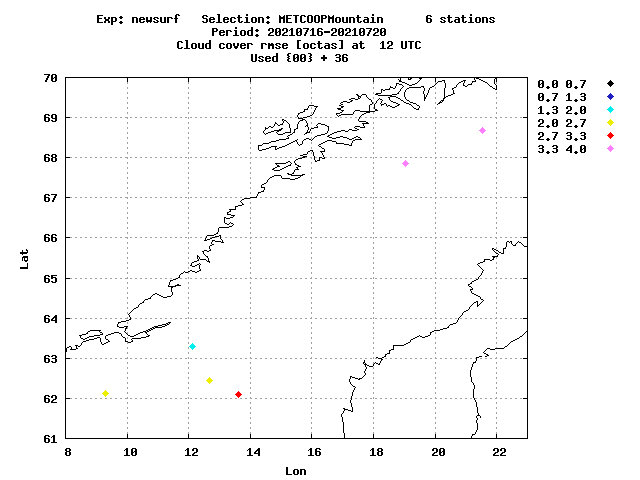 Exp: newsurf   Selection: METCOOPMountain      6 stations
Period: 20210716-20210720
Cloud cover rmse [octas] at  12 UTC
Used {00} + 36
70
69
68
67
66
65
64
63
62
61
Lat
8 10 12 14 16 18 20 22
Lon
0.0 0.7
0.7 1.3
1.3 2.0
2.0 2.7
2.7 3.3
3.3 4.0